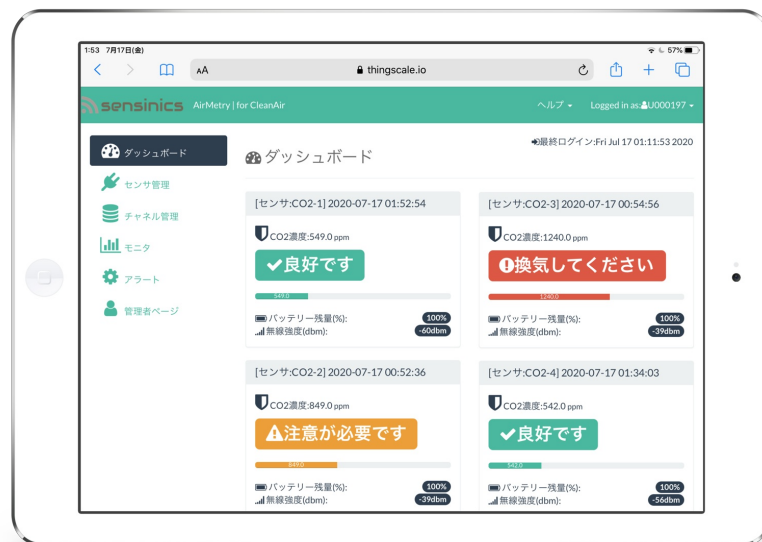 1:53 7月17日(金)
57%
AA
thingscale.io
sensinics AirMetry | for CleanAir
ヘルプ
Logged in as: U000197
ダッシュボード
センサ管理
チャネル管理
モニタ
アラート
管理者ページ
ダッシュボード
最終ログイン:Fri Jul 17 01:11:53 2020
[センサ:CO2-1] 2020-07-17 01:52:54
CO2濃度:549.0 ppm
良好です
549.0
バッテリー残量(%): 100%
無線強度(dbm): -60dbm
[センサ:CO2-3] 2020-07-17 00:54:56
CO2濃度:1240.0 ppm
換気してください
1240.0
バッテリー残量(%): 100%
無線強度(dbm): -39dbm
[センサ:CO2-2] 2020-07-17 00:52:36
CO2濃度:849.0 ppm
注意が必要です
849.0
バッテリー残量(%): 100%
無線強度(dbm): -39dbm
[センサ:CO2-4] 2020-07-17 01:34:03
CO2濃度:542.0 ppm
良好です
542.0
バッテリー残量(%): 100%
無線強度(dbm): -56dbm